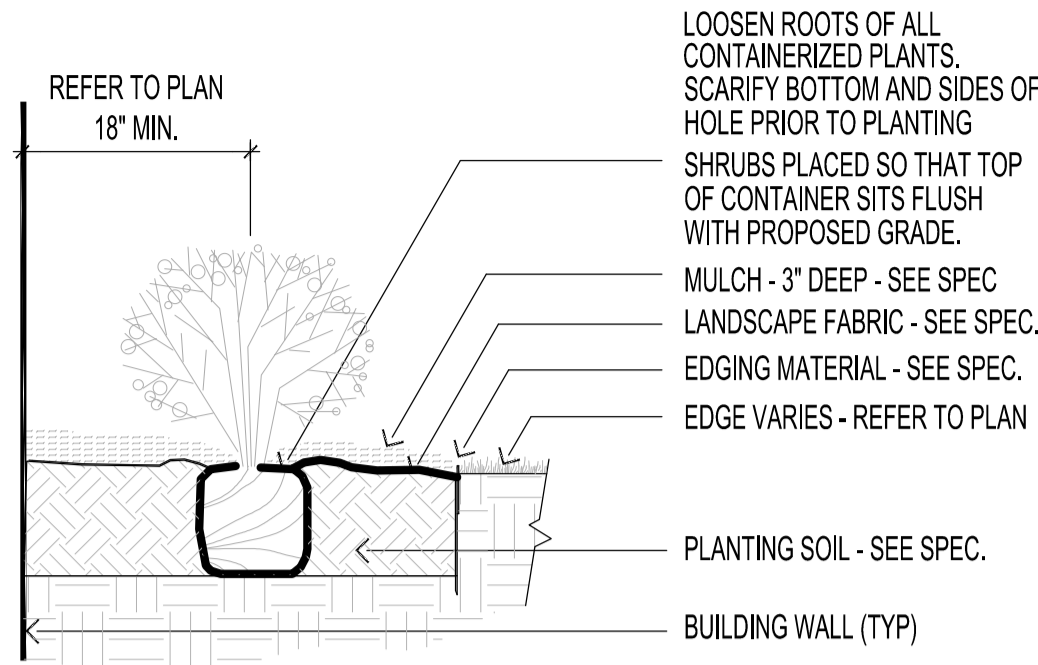 REFER TO PLAN
18" MIN.
LOOSEN ROOTS OF ALL
CONTAINERIZED PLANTS.
SCARIFY BOTTOM AND SIDES OF
HOLE PRIOR TO PLANTING
SHRUBS PLACED SO THAT TOP
OF CONTAINER SITS FLUSH
WITH PROPOSED GRADE.
MULCH - 3" DEEP - SEE SPEC
LANDSCAPE FABRIC - SEE SPEC.
EDGING MATERIAL - SEE SPEC.
EDGE VARIES - REFER TO PLAN
PLANTING SOIL - SEE SPEC.
BUILDING WALL (TYP)